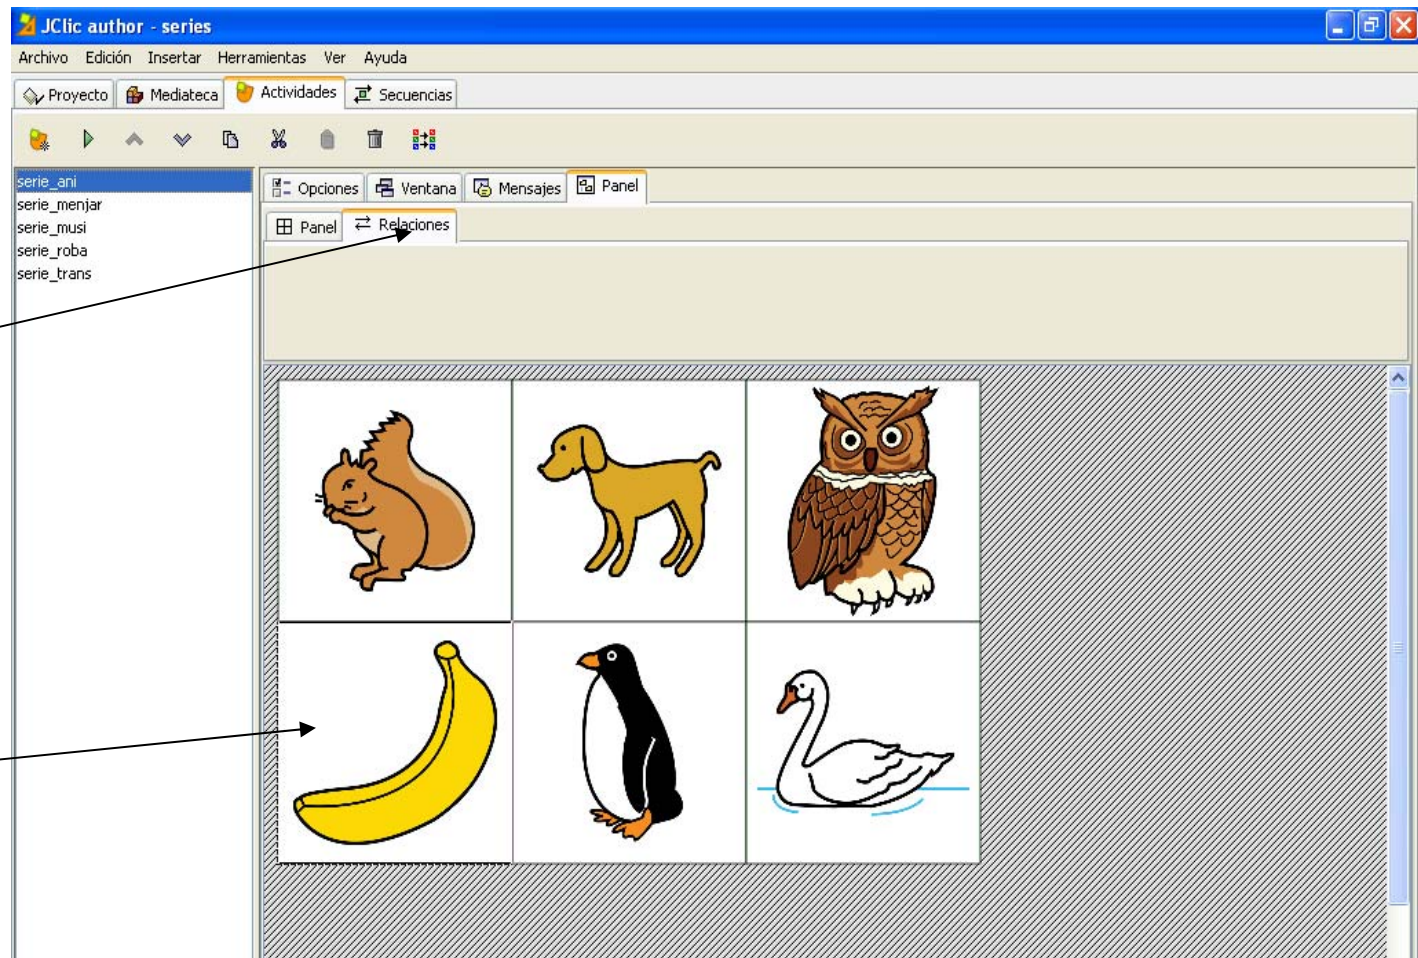 JClic author - series
Archivo Edición Insertar Herramientas Ver Ayuda
Proyecto Mediateca Actividades Secuencias
serie_ani
serie_menjar
serie_musi
serie_roba
serie_trans
Opciones Ventana Mensajes Panel
Panel Relaciones